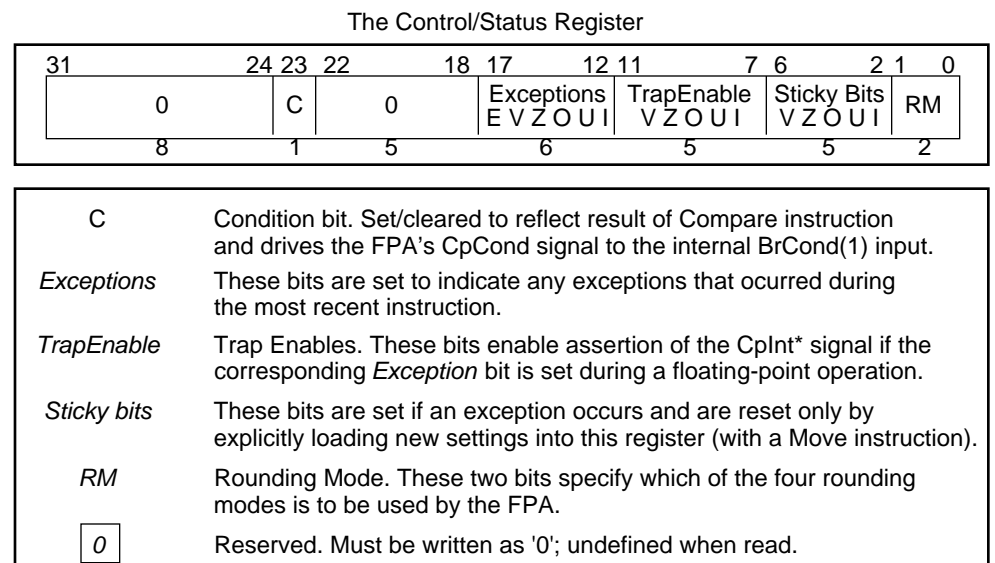 The Control/Status Register
31 24 23 22 18 17 12 11 7 6 2 1 0
0 C 0 Exceptions TrapEnable Sticky Bits RM
E V Z O U I V Z O U I V Z O U I
8 1 5 6 5 5 2
C Condition bit. Set/cleared to reflect result of Compare instruction
and drives the FPA's CpCond signal to the internal BrCond(1) input.
Exceptions These bits are set to indicate any exceptions that ocurred during
the most recent instruction.
TrapEnable Trap Enables. These bits enable assertion of the CpInt* signal if the
corresponding Exception bit is set during a floating-point operation.
Sticky bits These bits are set if an exception occurs and are reset only by
explicitly loading new settings into this register (with a Move instruction).
RM Rounding Mode. These two bits specify which of the four rounding
modes is to be used by the FPA.
0 Reserved. Must be written as '0'; undefined when read.